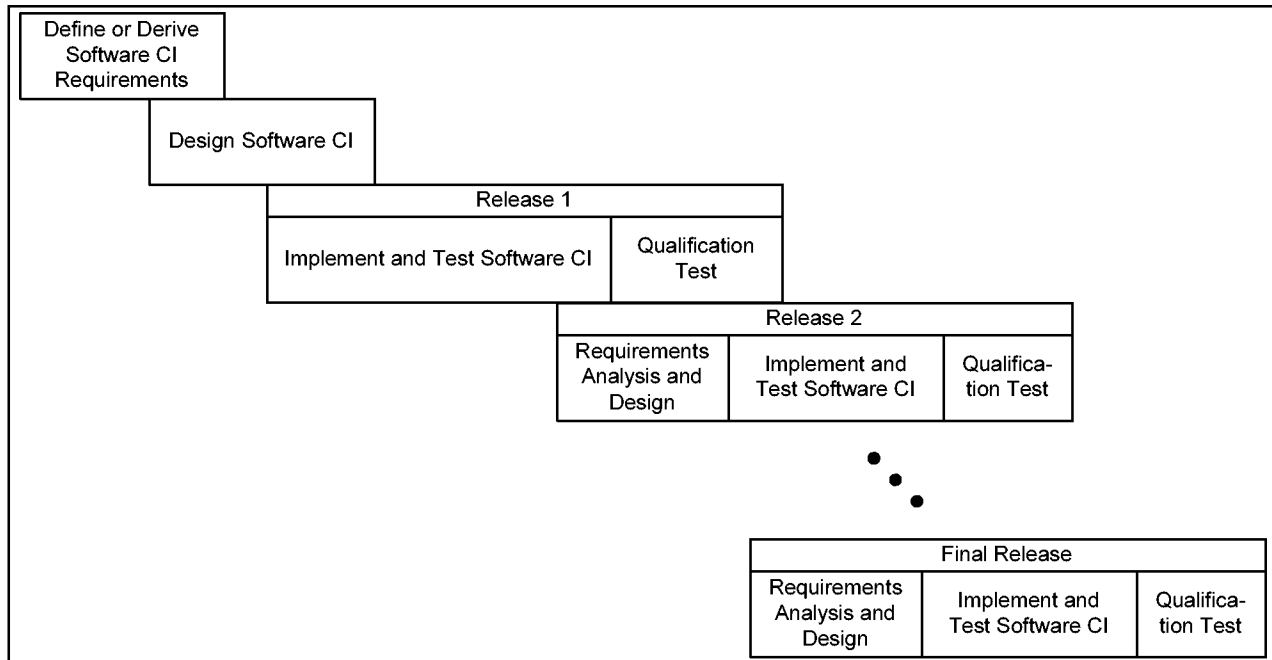 Define or Derive
Software CI
Requirements
Design Software CI
Release 1
Implement and Test Software CI
Qualification
Test
Release 2
Requirements
Analysis and
Design
Implement and
Test Software CI
Qualifica-
tion Test
Final Release
Requirements
Analysis and
Design
Implement and
Test Software CI
Qualifica-
tion Test